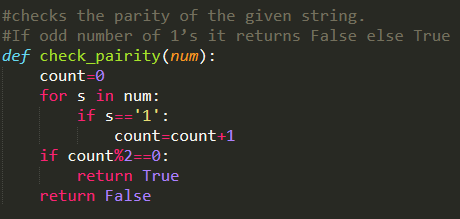 #checks the parity of the given string.
#If odd number of 1’s it returns False else True
def check_pairity(num):
    count=0
    for s in num:
        if s=='1':
            count=count+1
    if count%2==0:
        return True
    return False